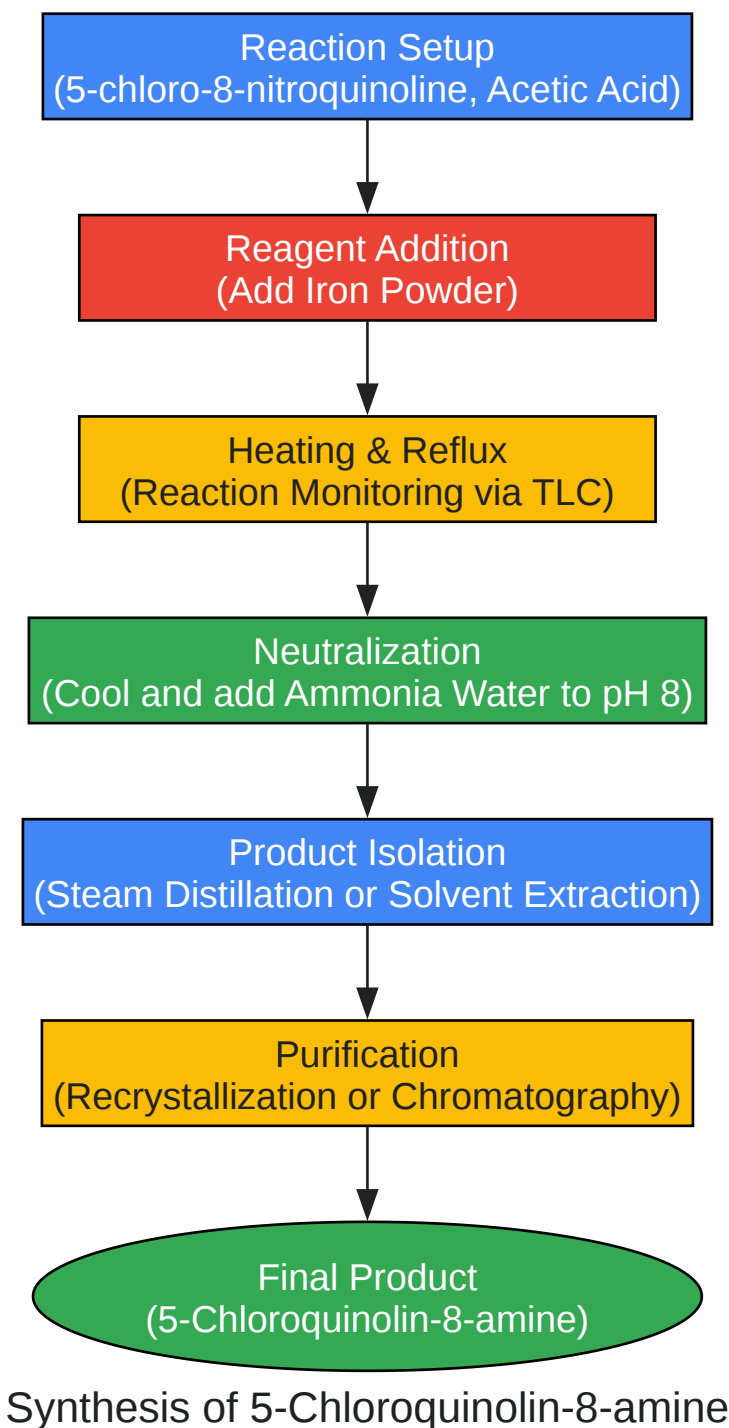 Reaction Setup
(5-chloro-8-nitroquinoline, Acetic Acid)
Reagent Addition
(Add Iron Powder)
Heating & Reflux
(Reaction Monitoring via TLC)
Neutralization
(Cool and add Ammonia Water to pH 8)
Product Isolation
(Steam Distillation or Solvent Extraction)
Purification
(Recrystallization or Chromatography)
Final Product
(5-Chloroquinolin-8-amine)
Synthesis of 5-Chloroquinolin-8-amine